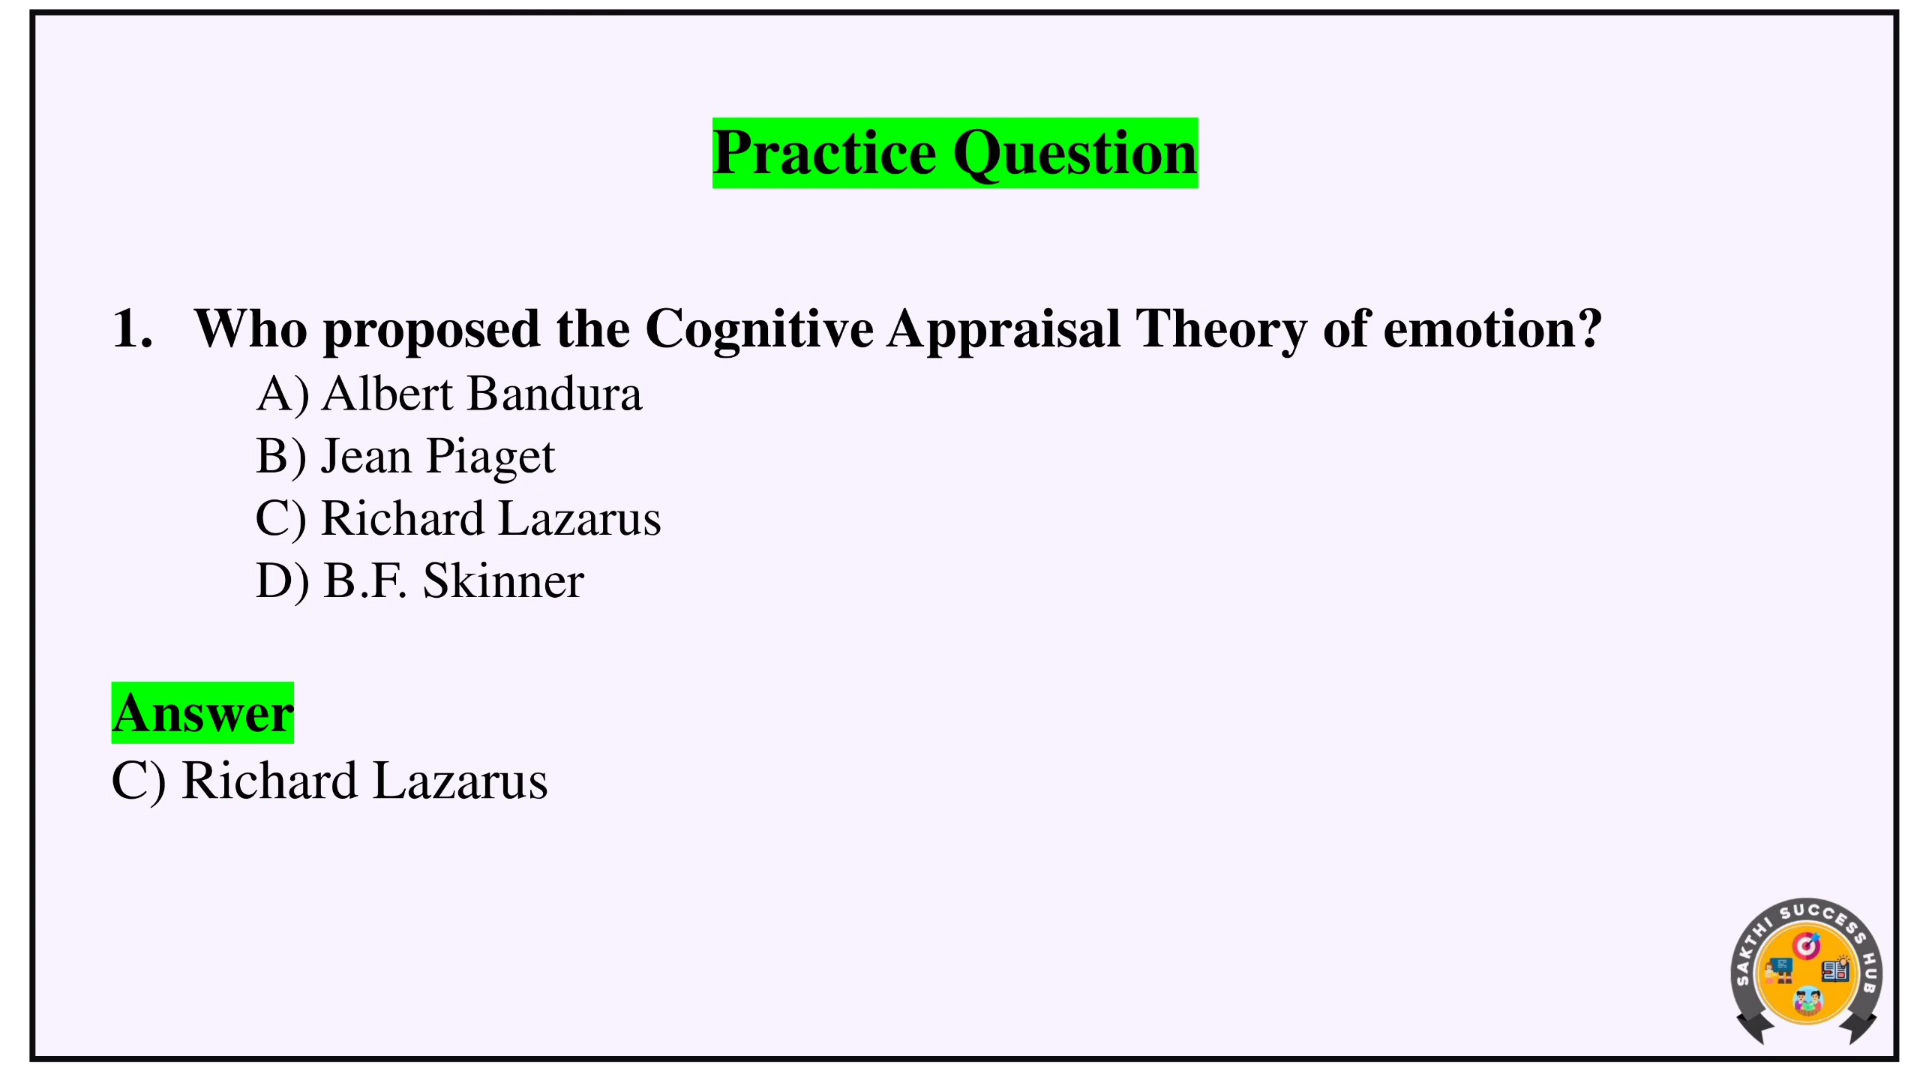 Practice Question
1. Who proposed the Cognitive Appraisal Theory of emotion?
A) Albert Bandura
B) Jean Piaget
C) Richard Lazarus
D) B.F. Skinner
Answer
C) Richard Lazarus
SAKTHI SUCCESS HUB